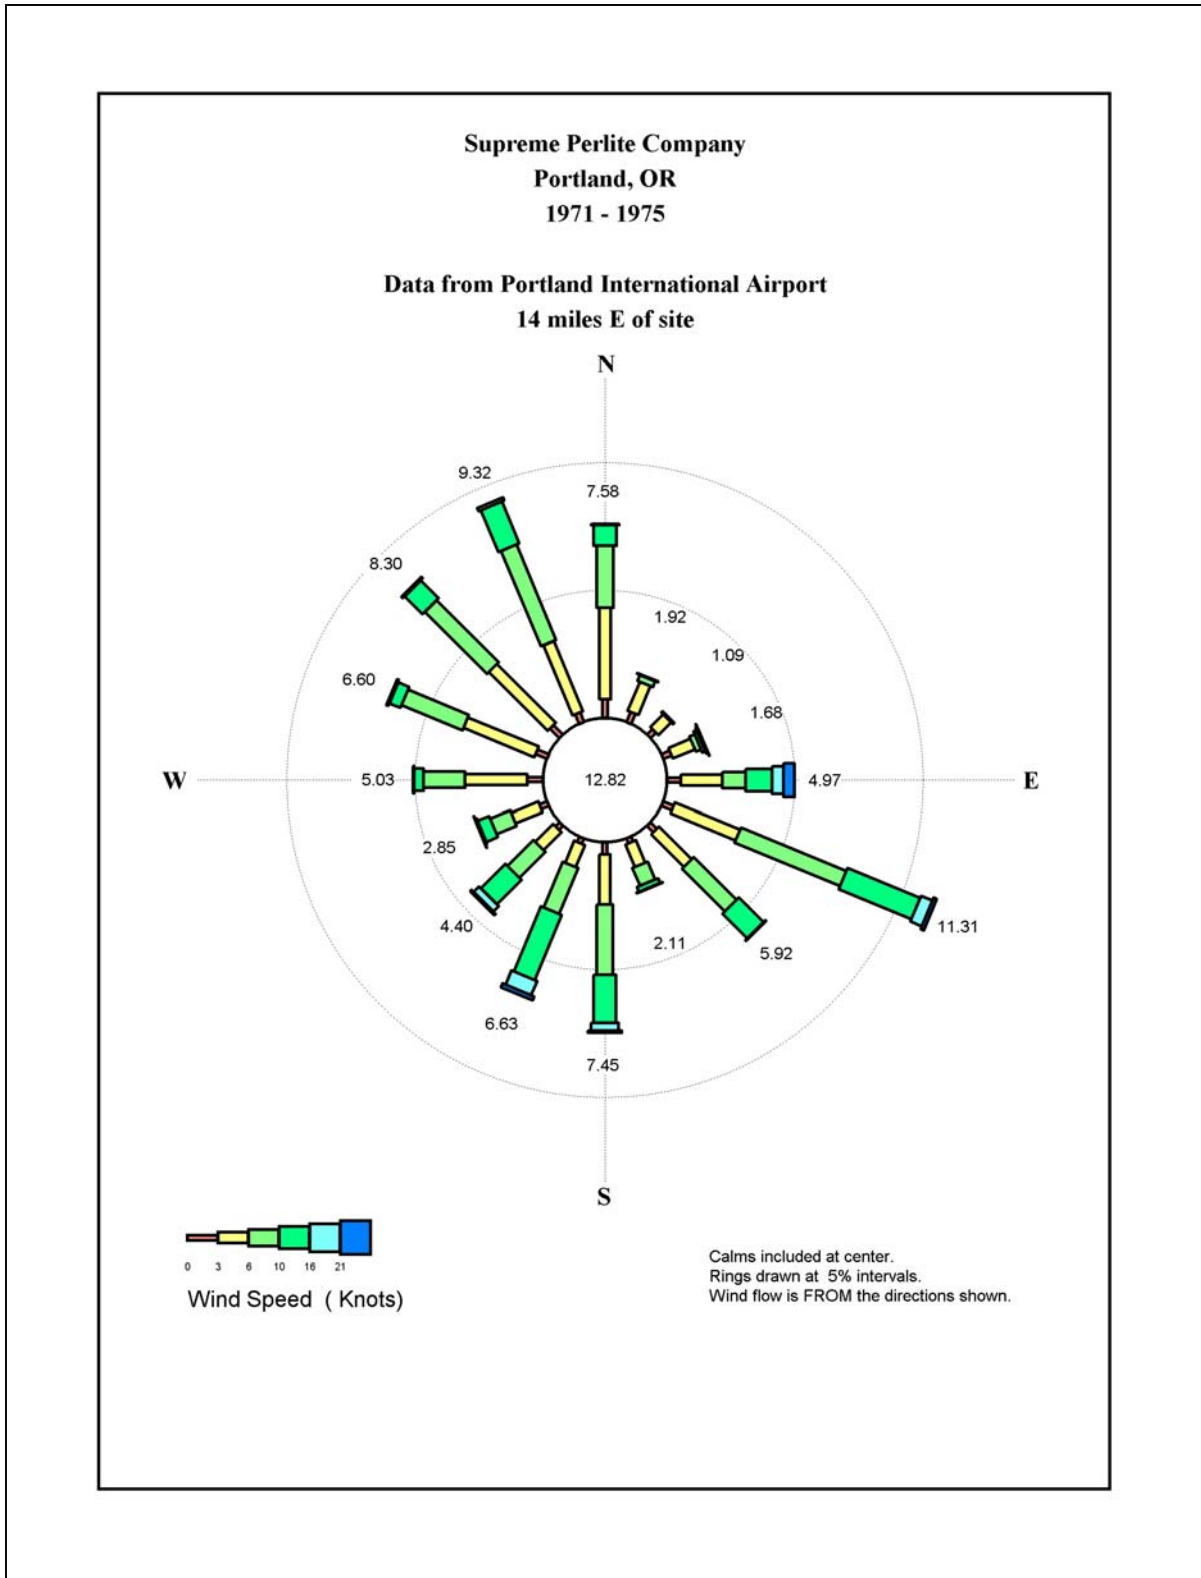 Supreme Perlite Company
Portland, OR
1971 - 1975
Data from Portland International Airport
14 miles E of site
N
9.32
7.58
8.30
1.92
1.09
6.60
1.68
W
5.03
12.82
4.97
E
2.85
4.40
2.11
5.92
11.31
6.63
7.45
S
0 3 6 10 16 21
Wind Speed ( Knots)
Calms included at center.
Rings drawn at 5% intervals.
Wind flow is FROM the directions shown.